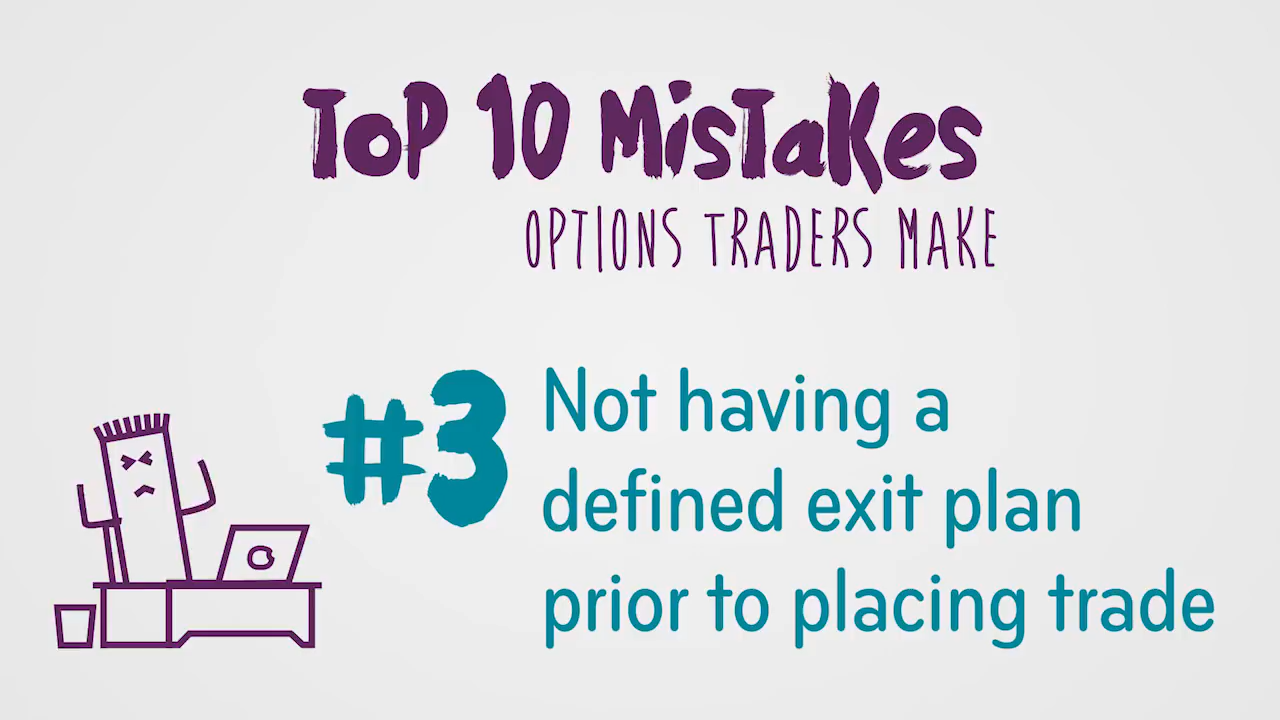 Top 10 Mistakes
OPTIONS TRADERS MAKE
#3
Not having a
defined exit plan
prior to placing trade